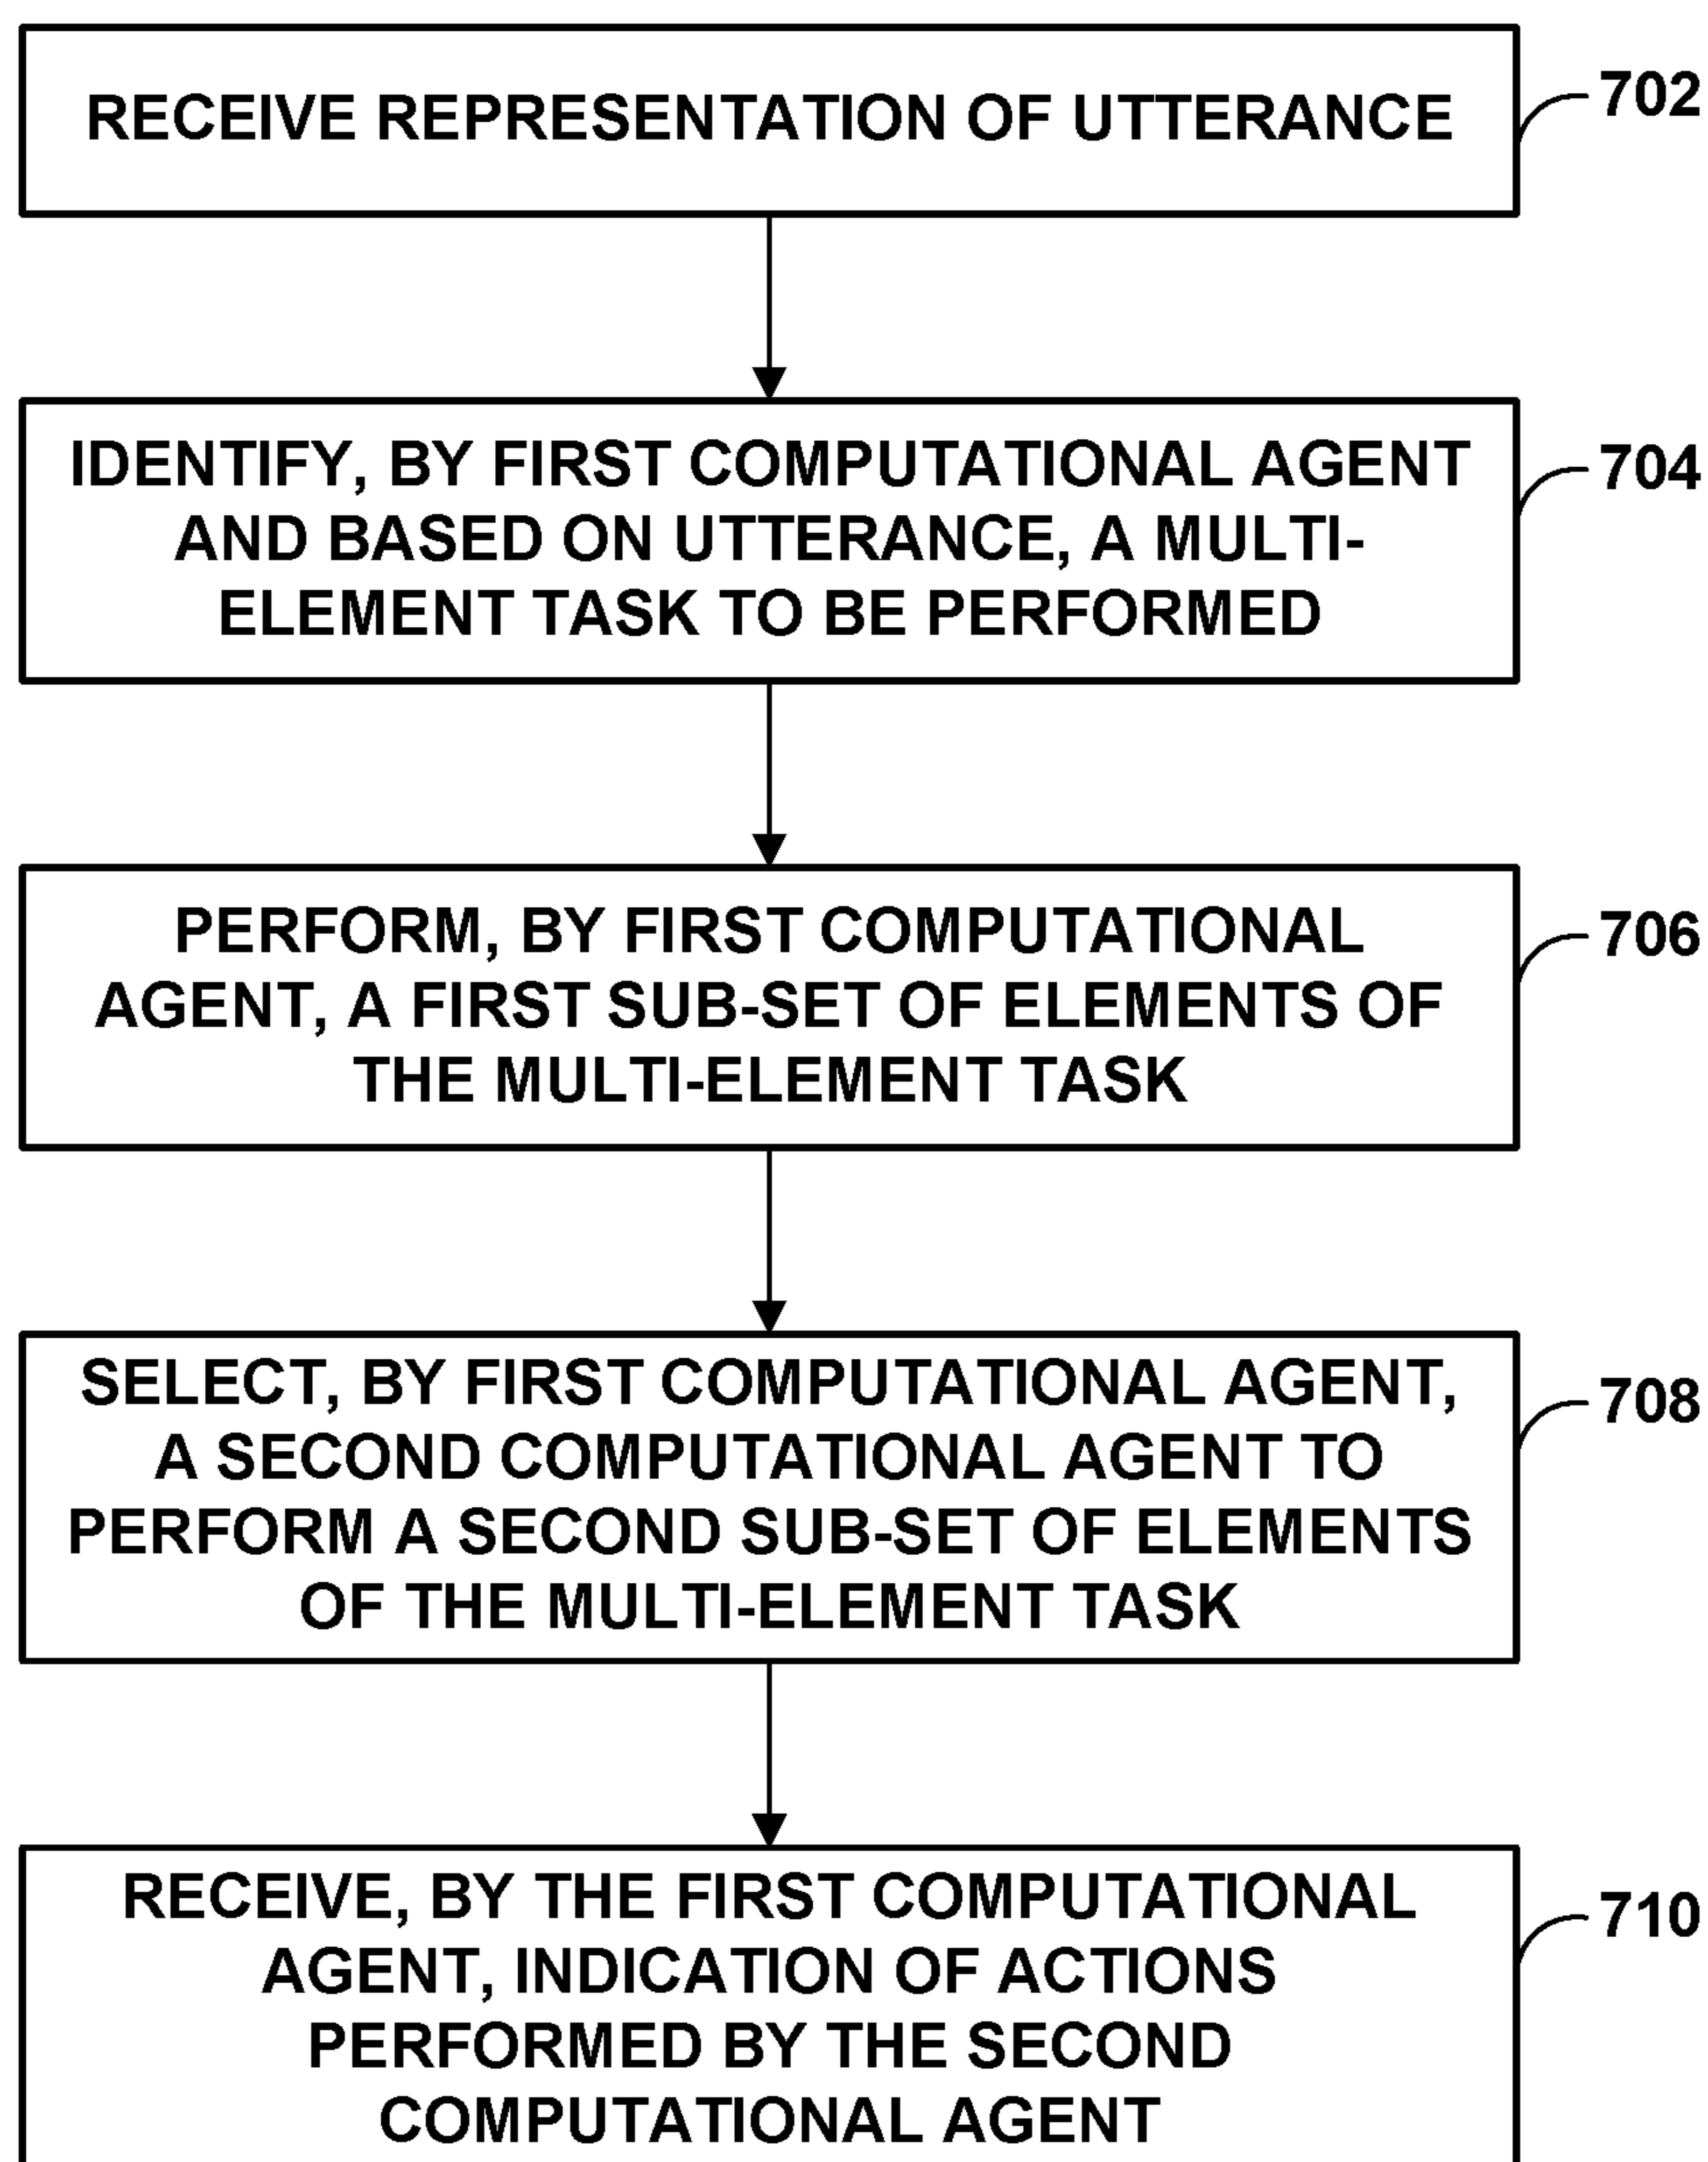 RECEIVE REPRESENTATION OF UTTERANCE
702
IDENTIFY, BY FIRST COMPUTATIONAL AGENT
AND BASED ON UTTERANCE, A MULTI-
ELEMENT TASK TO BE PERFORMED
704
PERFORM, BY FIRST COMPUTATIONAL
AGENT, A FIRST SUB-SET OF ELEMENTS OF
THE MULTI-ELEMENT TASK
706
SELECT, BY FIRST COMPUTATIONAL AGENT,
A SECOND COMPUTATIONAL AGENT TO
PERFORM A SECOND SUB-SET OF ELEMENTS
OF THE MULTI-ELEMENT TASK
708
RECEIVE, BY THE FIRST COMPUTATIONAL
AGENT, INDICATION OF ACTIONS
PERFORMED BY THE SECOND
COMPUTATIONAL AGENT
710